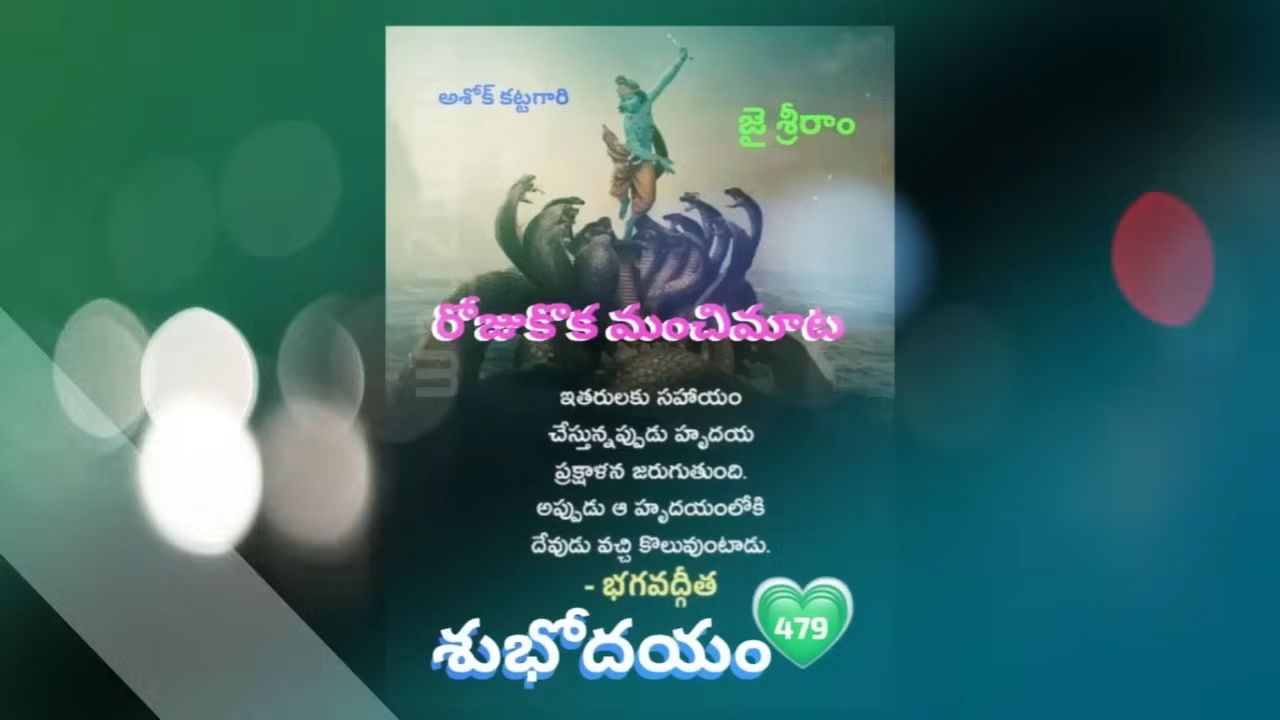 అశోక్ కట్టగారి
జై శ్రీరాం
రోజుకొక మంచిమాట
ఇతరులకు సహాయం
చేస్తున్నప్పుడు హృదయ
ప్రక్షాళన జరుగుతుంది.
అప్పుడు ఆ హృదయంలోకి
దేవుడు వచ్చి కొలువుంటాడు.
- భగవద్గీత
479
శుభోదయం